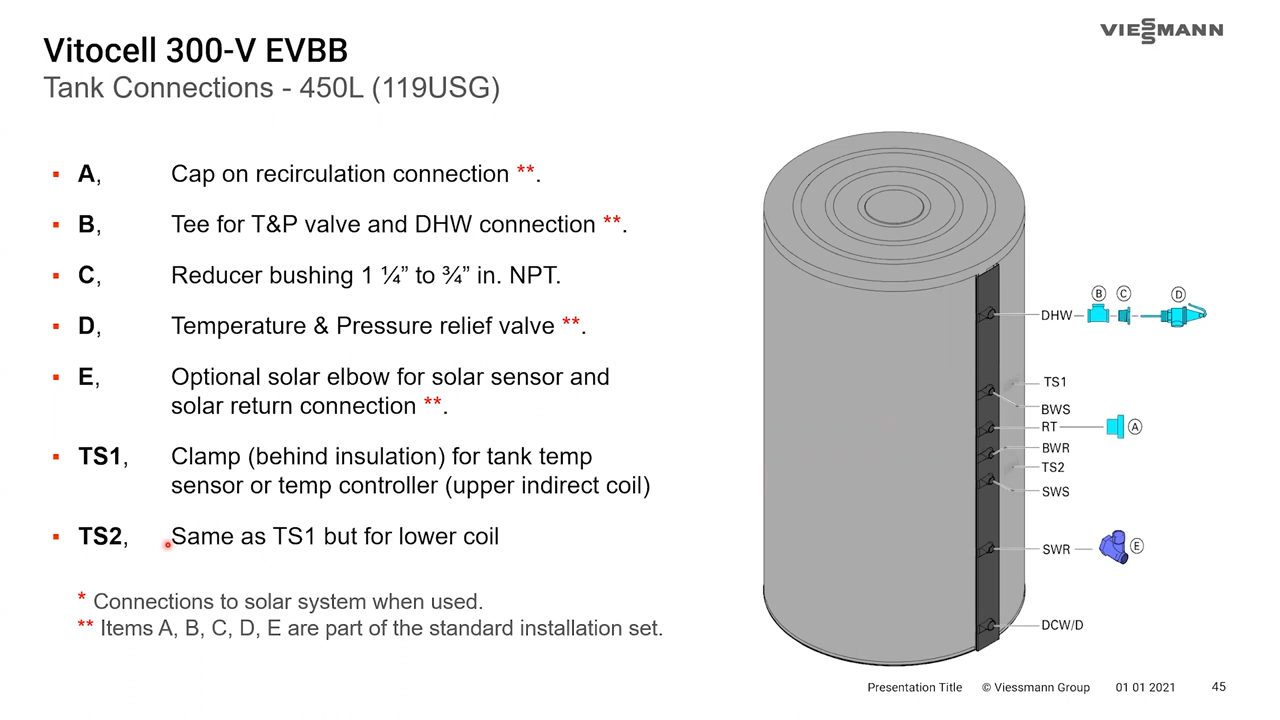 VIESSMANN
Vitocell 300-V EVBB
Tank Connections - 450L (119USG)
▪ A, Cap on recirculation connection **.
▪ B, Tee for T&P valve and DHW connection **.
▪ C, Reducer bushing 1 ¼” to ¾” in. NPT.
▪ D, Temperature & Pressure relief valve **.
▪ E, Optional solar elbow for solar sensor and
solar return connection **.
▪ TS1, Clamp (behind insulation) for tank temp
sensor or temp controller (upper indirect coil)
▪ TS2, Same as TS1 but for lower coil
* Connections to solar system when used.
** Items A, B, C, D, E are part of the standard installation set.
B C D
DHW
TS1
BWS
RT A
BWR
TS2
SWS
SWR E
DCW/D
Presentation Title © Viessmann Group 01 01 2021 45